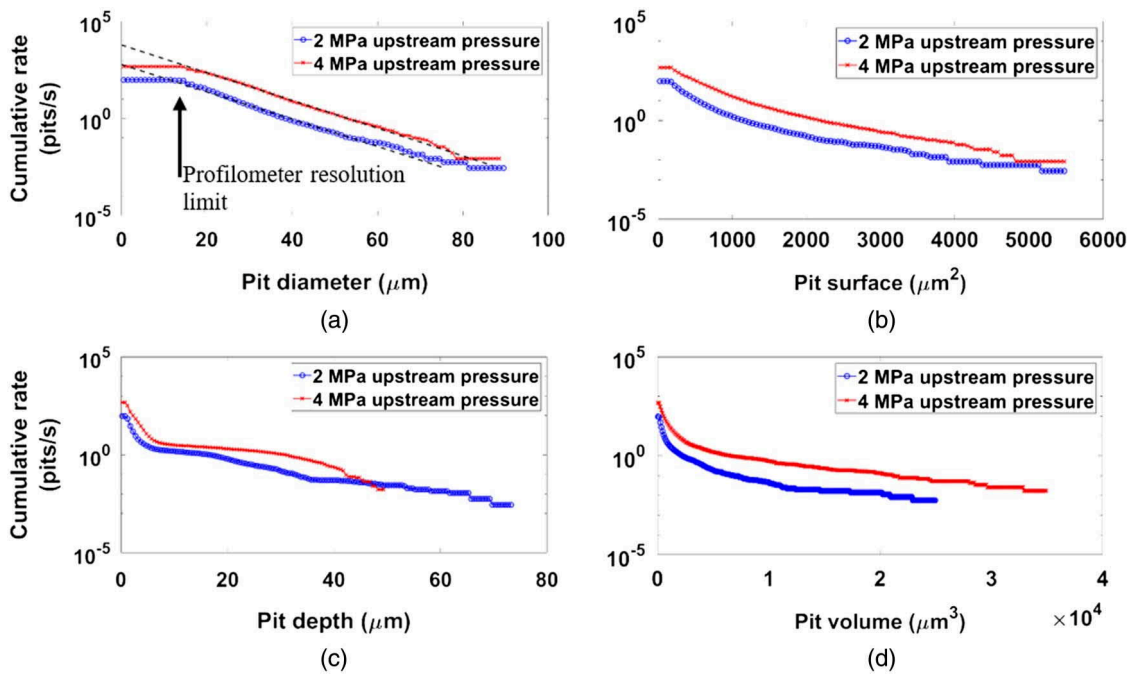 10^5
10^0
10^-5
Cumulative rate
(pits/s)
2 MPa upstream pressure
4 MPa upstream pressure
Profilometer resolution
limit
0 20 40 60 80 100
Pit diameter (μm)
(a)
10^5
10^0
10^-5
2 MPa upstream pressure
4 MPa upstream pressure
0 1000 2000 3000 4000 5000 6000
Pit surface (μm^2)
(b)
10^5
10^0
10^-5
Cumulative rate
(pits/s)
2 MPa upstream pressure
4 MPa upstream pressure
0 20 40 60 80
Pit depth (μm)
(c)
10^5
10^0
10^-5
2 MPa upstream pressure
4 MPa upstream pressure
0 1 2 3 4
Pit volume (μm^3)
×10^4
(d)